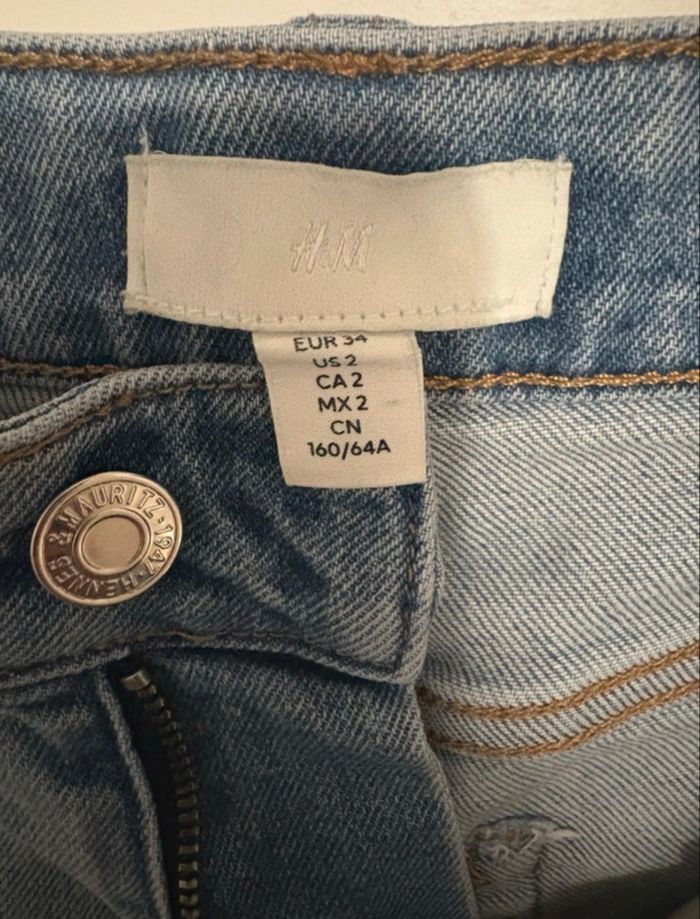 H&M
EUR 34
US 2
CA 2
MX 2
CN
160/64A
& MAURITZ · 1947 · HENNES